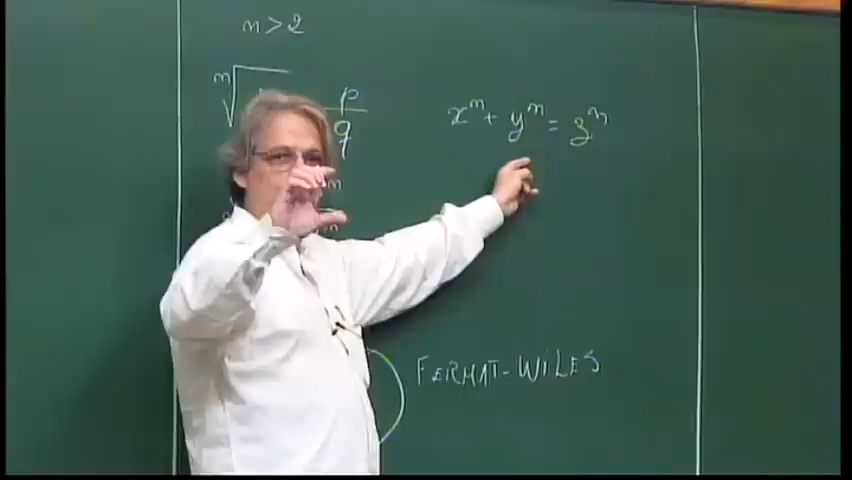 m > 2
m√ p/q
x^m + y^m = z^m
m
FERMAT - WILES